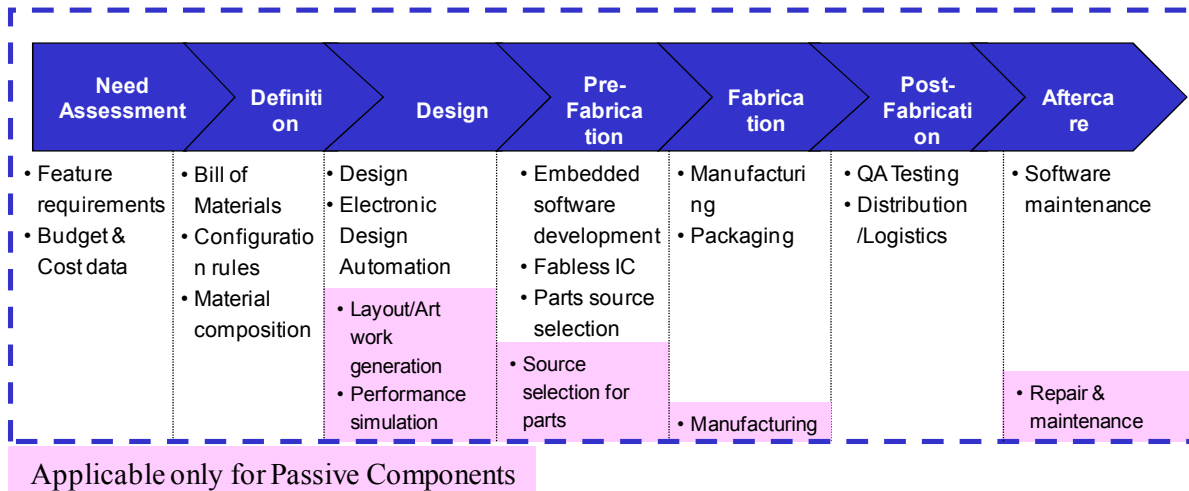 Need
Assessment
Definiti
on
Design
Pre-
Fabrica
tion
Fabrica
tion
Post-
Fabricati
on
Afterca
re
• Feature
requirements
• Budget &
Cost data
• Bill of
Materials
• Configuratio
n rules
• Material
composition
• Design
• Electronic
Design
Automation
• Layout/Art
work
generation
• Performance
simulation
• Embedded
software
development
• Fabless IC
• Parts source
selection
• Source
selection for
parts
• Manufacturi
ng
• Packaging
• Manufacturing
• QA Testing
• Distribution
/Logistics
• Software
maintenance
• Repair &
maintenance
Applicable only for Passive Components